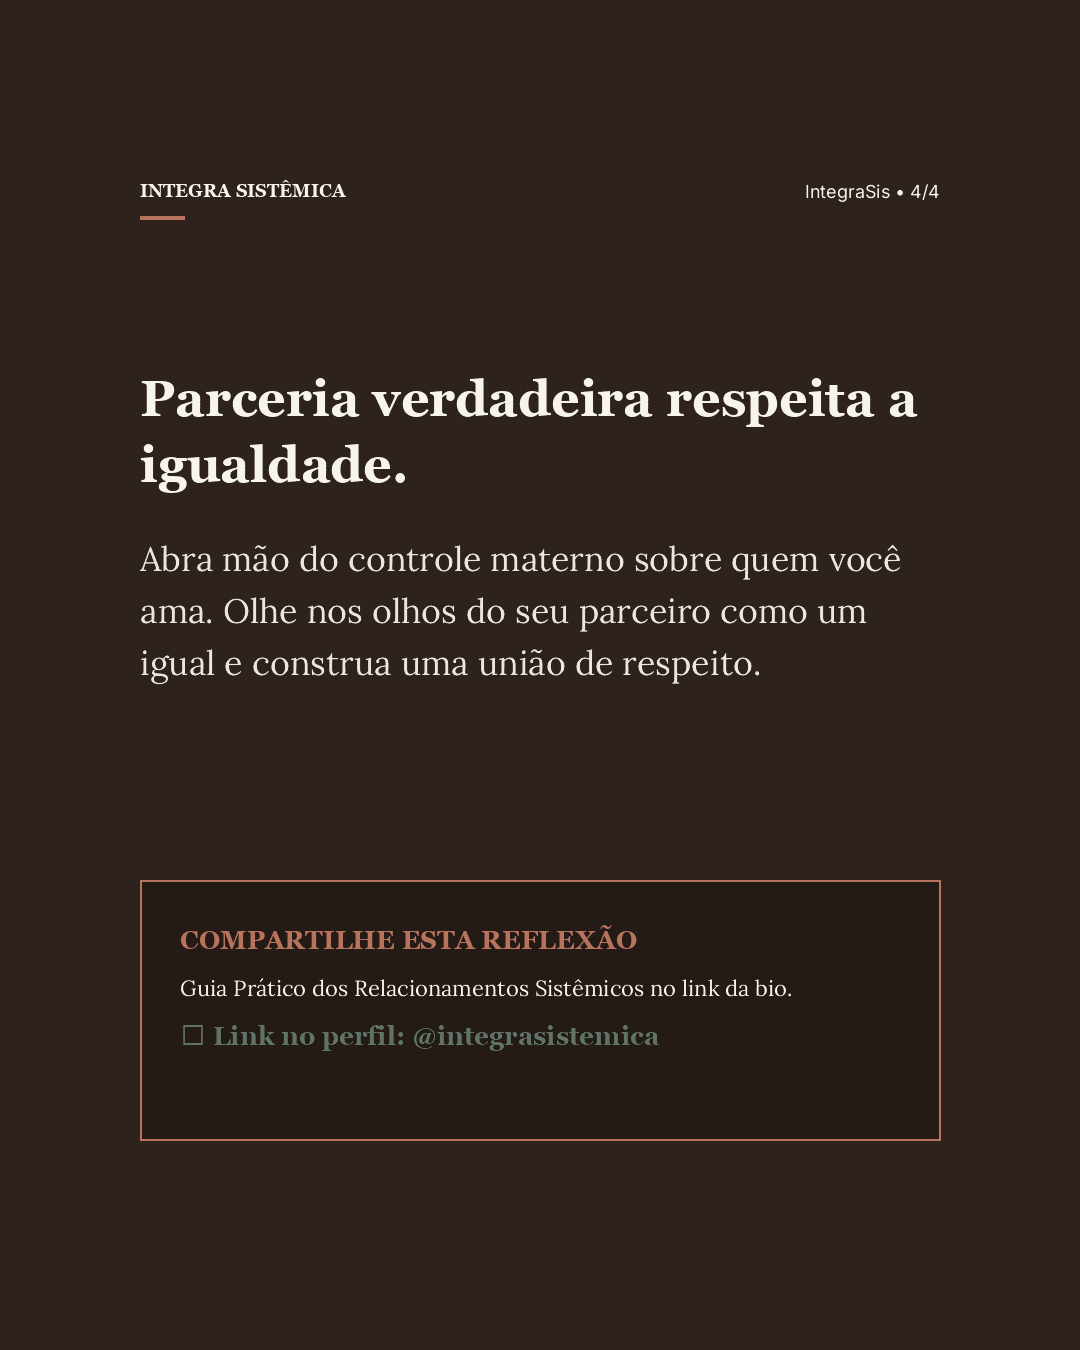 INTEGRA SISTÊMICA
IntegraSis • 4/4
Parceria verdadeira respeita a
igualdade.
Abra mão do controle materno sobre quem você
ama. Olhe nos olhos do seu parceiro como um
igual e construa uma união de respeito.
COMPARTILHE ESTA REFLEXÃO
Guia Prático dos Relacionamentos Sistêmicos no link da bio.
☐ Link no perfil: @integrasistemica